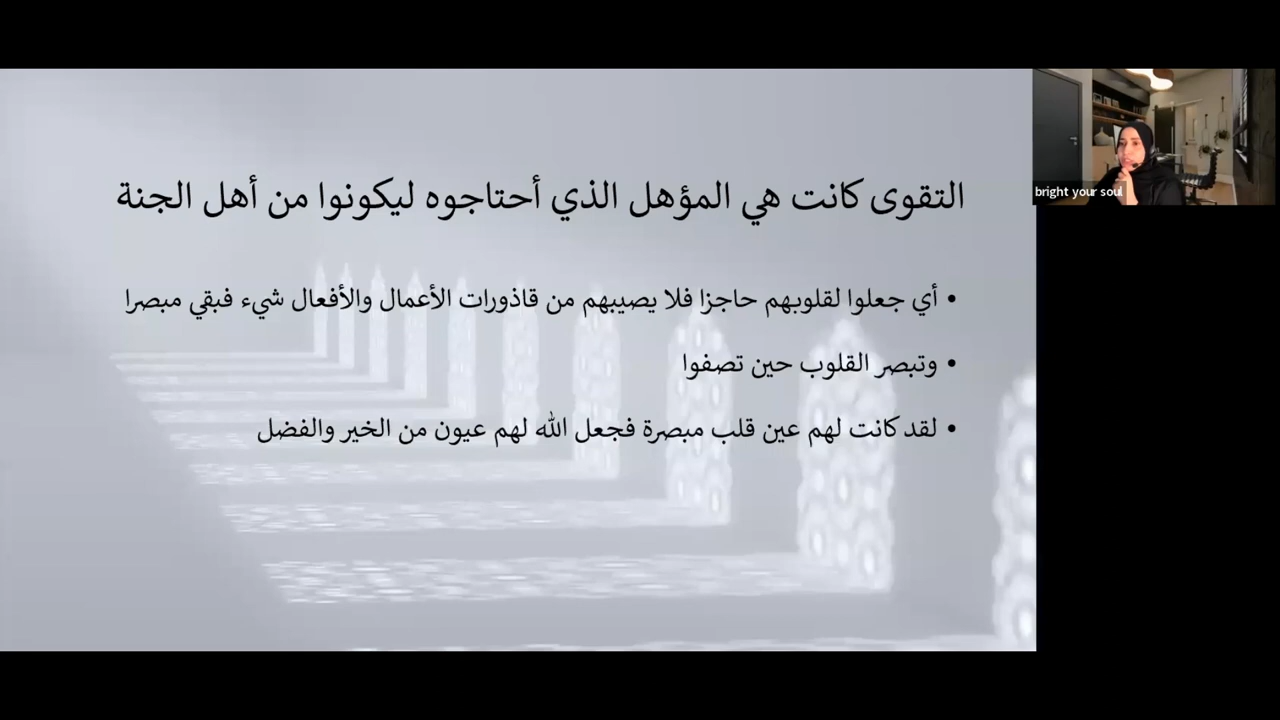 التقوى كانت هي المؤهل الذي أحتاجوه ليكونوا من أهل الجنة
• أي جعلوا لقلوبهم حاجزا فلا يصيبهم من قاذورات الأعمال والأفعال شيء فبقي مبصرا
• وتبصر القلوب حين تصفوا
• لقد كانت لهم عين قلب مبصرة فجعل الله لهم عيون من الخير والفضل
bright your soul